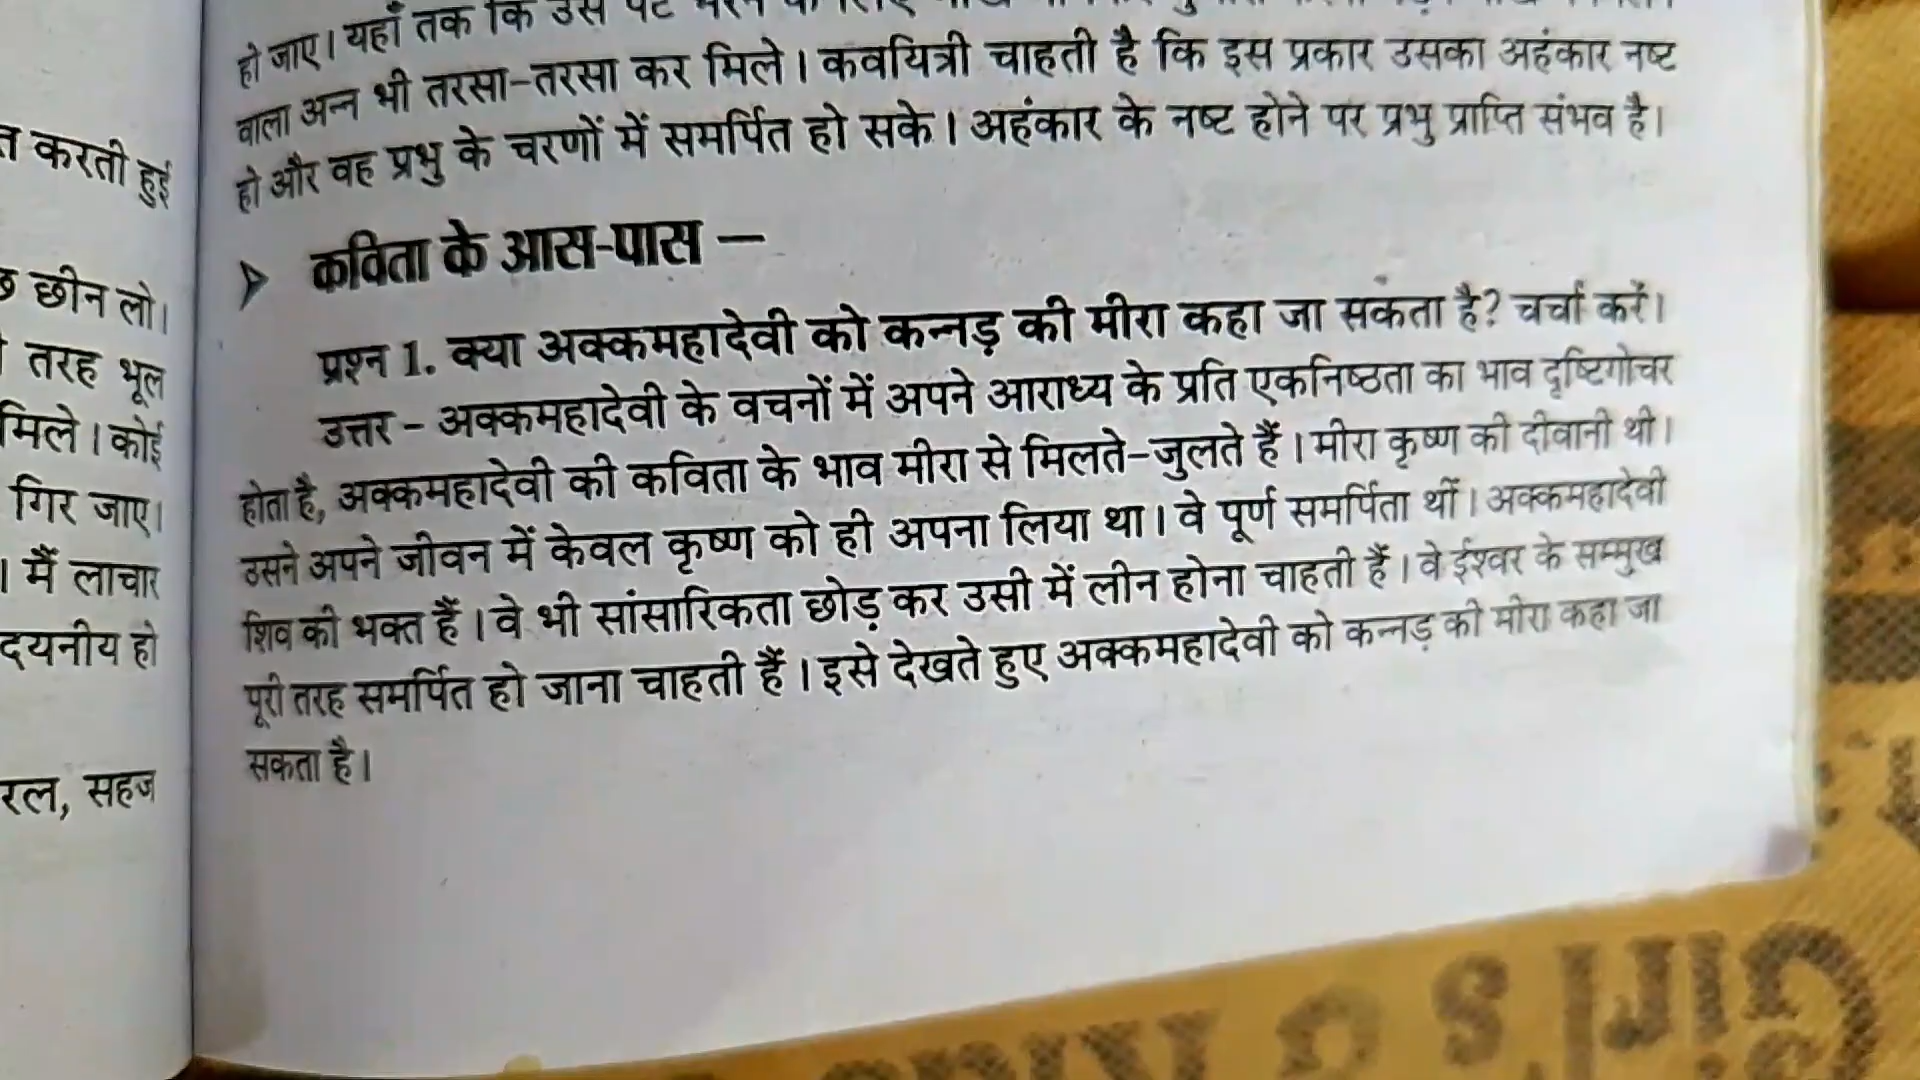 त करती हुई
छ छीन लो।
तरह भूल
मिले। कोई
गिर जाए।
। मैं लाचार
दयनीय हो
रल, सहज
हो जाए। यहाँ तक कि उसे पेट
वाला अन्न भी तरसा-तरसा कर मिले। कवयित्री चाहती है कि इस प्रकार उसका अहंकार नष्ट
हो और वह प्रभु के चरणों में समर्पित हो सके। अहंकार के नष्ट होने पर प्रभु प्राप्ति संभव है।
➤ कविता के आस-पास —
प्रश्न 1. क्या अक्कमहादेवी को कन्नड़ की मीरा कहा जा सकता है? चर्चा करें।
उत्तर – अक्कमहादेवी के वचनों में अपने आराध्य के प्रति एकनिष्ठता का भाव दृष्टिगोचर
होता है, अक्कमहादेवी की कविता के भाव मीरा से मिलते-जुलते हैं। मीरा कृष्ण की दीवानी थी।
उसने अपने जीवन में केवल कृष्ण को ही अपना लिया था। वे पूर्ण समर्पिता थीं। अक्कमहादेवी
शिव की भक्त हैं। वे भी सांसारिकता छोड़ कर उसी में लीन होना चाहती हैं। वे ईश्वर के सम्मुख
पूरी तरह समर्पित हो जाना चाहती हैं। इसे देखते हुए अक्कमहादेवी को कन्नड़ की मीरा कहा जा
सकता है।
Girl's &